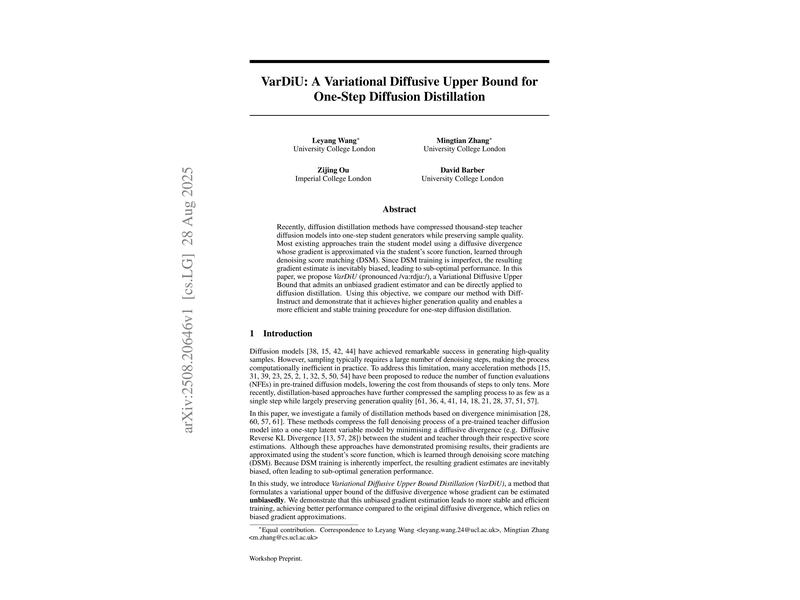 VarDiU: A Variational Diffusive Upper Bound for
One-Step Diffusion Distillation
Leyang Wang*
University College London
Mingtian Zhang*
University College London
Zijing Ou
Imperial College London
David Barber
University College London
Abstract
Recently, diffusion distillation methods have compressed thousand-step teacher
diffusion models into one-step student generators while preserving sample quality.
Most existing approaches train the student model using a diffusive divergence
whose gradient is approximated via the student's score function, learned through
denoising score matching (DSM). Since DSM training is imperfect, the resulting
gradient estimate is inevitably biased, leading to sub-optimal performance. In this
paper, we propose VarDiU (pronounced /va:rdju:/), a Variational Diffusive Upper
Bound that admits an unbiased gradient estimator and can be directly applied to
diffusion distillation. Using this objective, we compare our method with Diff-
Instruct and demonstrate that it achieves higher generation quality and enables a
more efficient and stable training procedure for one-step diffusion distillation.
1 Introduction
Diffusion models [38, 15, 42, 44] have achieved remarkable success in generating high-quality
samples. However, sampling typically requires a large number of denoising steps, making the process
computationally inefficient in practice. To address this limitation, many acceleration methods [15,
31, 39, 23, 25, 2, 1, 32, 5, 50, 54] have been proposed to reduce the number of function evaluations
(NFEs) in pre-trained diffusion models, lowering the cost from thousands of steps to only tens. More
recently, distillation-based approaches have further compressed the sampling process to as few as a
single step while largely preserving generation quality [61, 36, 4, 41, 14, 18, 21, 28, 37, 51, 57].
In this paper, we investigate a family of distillation methods based on divergence minimisation [28,
60, 57, 61]. These methods compress the full denoising process of a pre-trained teacher diffusion
model into a one-step latent variable model by minimising a diffusive divergence (e.g. Diffusive
Reverse KL Divergence [13, 57, 28]) between the student and teacher through their respective score
estimations. Although these approaches have demonstrated promising results, their gradients are
approximated using the student's score function, which is learned through denoising score matching
(DSM). Because DSM training is inherently imperfect, the resulting gradient estimates are inevitably
biased, often leading to sub-optimal generation performance.
In this study, we introduce Variational Diffusive Upper Bound Distillation (VarDiU), a method that
formulates a variational upper bound of the diffusive divergence whose gradient can be estimated
unbiasedly. We demonstrate that this unbiased gradient estimation leads to more stable and efficient
training, achieving better performance compared to the original diffusive divergence, which relies on
biased gradient approximations.
*Equal contribution. Correspondence to Leyang Wang <leyang.wang.24@ucl.ac.uk>, Mingtian Zhang
<m.zhang@cs.ucl.ac.uk>
Workshop Preprint.
arXiv:2508.20646v1 [cs.LG] 28 Aug 2025